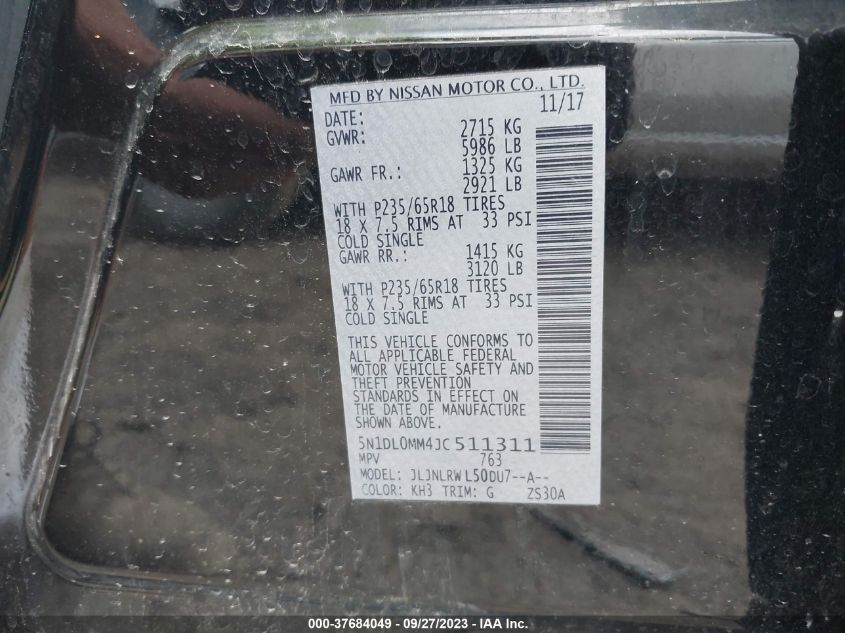 MFD BY NISSAN MOTOR CO., LTD.
DATE: 11/17
GVWR: 2715 KG
5986 LB
GAWR FR.: 1325 KG
2921 LB
WITH P235/65R18 TIRES
18 X 7.5 RIMS AT 33 PSI
COLD SINGLE
GAWR RR.: 1415 KG
3120 LB
WITH P235/65R18 TIRES
18 X 7.5 RIMS AT 33 PSI
COLD SINGLE
THIS VEHICLE CONFORMS TO
ALL APPLICABLE FEDERAL
MOTOR VEHICLE SAFETY AND
THEFT PREVENTION
STANDARDS IN EFFECT ON
THE DATE OF MANUFACTURE
SHOWN ABOVE.
5N1DL0MM4JC511311
MPV 763
MODEL: JLJNLRWL50DU7--A--
COLOR: KH3 TRIM: G ZS30A
000-37684049 - 09/27/2023 - IAA Inc.